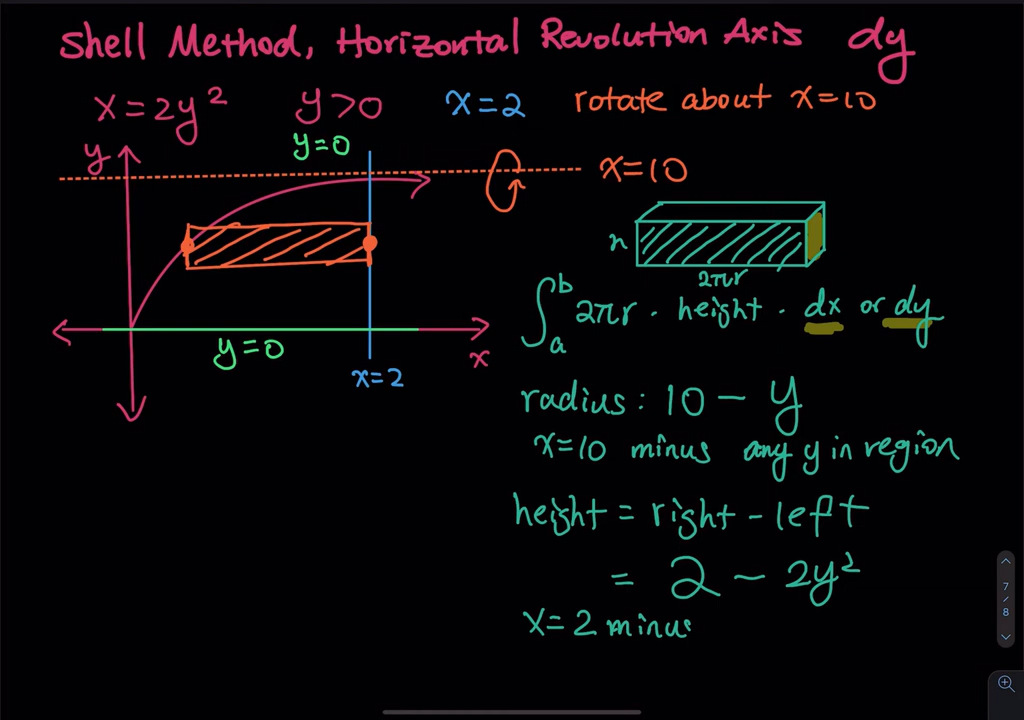 Shell Method, Horizontal Revolution Axis dy
x=2y² y>0 x=2 rotate about x=10
y=0
y
x=10
n
2πr
∫ₐᵇ 2πr · height · dx or dy
y=0
x
x=2
radius: 10 - y
x=10 minus any y in region
height = right - left
= 2 - 2y²
x=2 minus
7
/
8